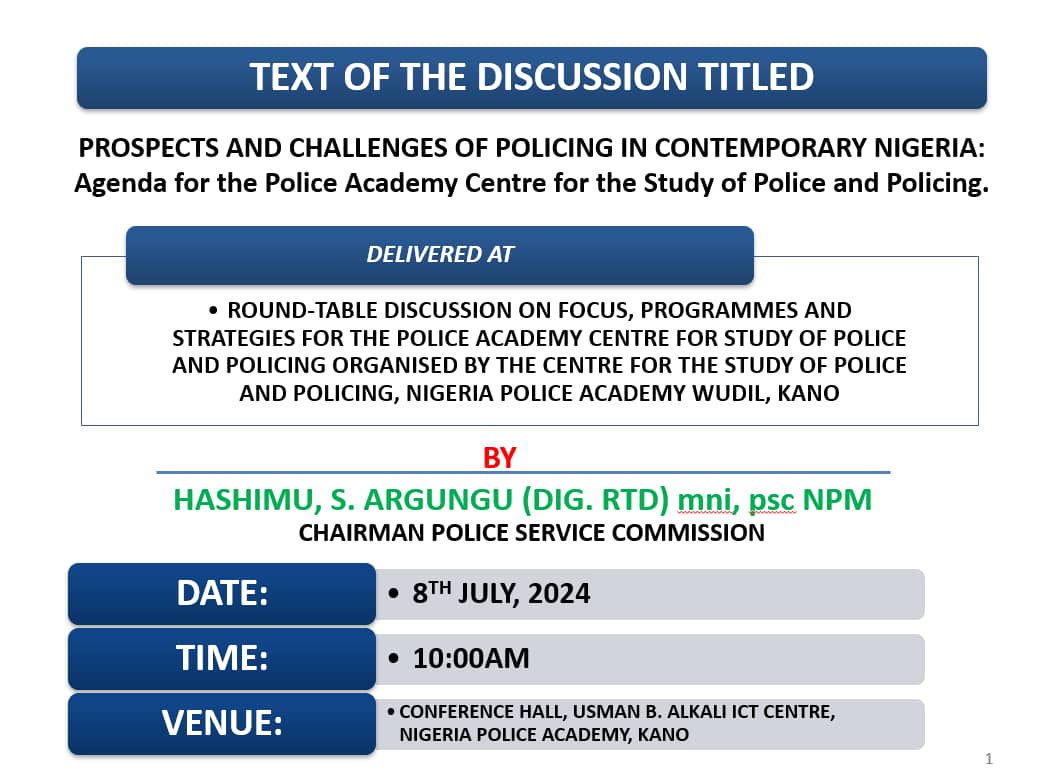 TEXT OF THE DISCUSSION TITLED
PROSPECTS AND CHALLENGES OF POLICING IN CONTEMPORARY NIGERIA:
Agenda for the Police Academy Centre for the Study of Police and Policing.
DELIVERED AT
• ROUND-TABLE DISCUSSION ON FOCUS, PROGRAMMES AND
STRATEGIES FOR THE POLICE ACADEMY CENTRE FOR STUDY OF POLICE
AND POLICING ORGANISED BY THE CENTRE FOR THE STUDY OF POLICE
AND POLICING, NIGERIA POLICE ACADEMY WUDIL, KANO
BY
HASHIMU, S. ARGUNGU (DIG. RTD) mni, psc NPM
CHAIRMAN POLICE SERVICE COMMISSION
DATE:
• 8TH JULY, 2024
TIME:
• 10:00AM
VENUE:
• CONFERENCE HALL, USMAN B. ALKALI ICT CENTRE,
NIGERIA POLICE ACADEMY, KANO
1